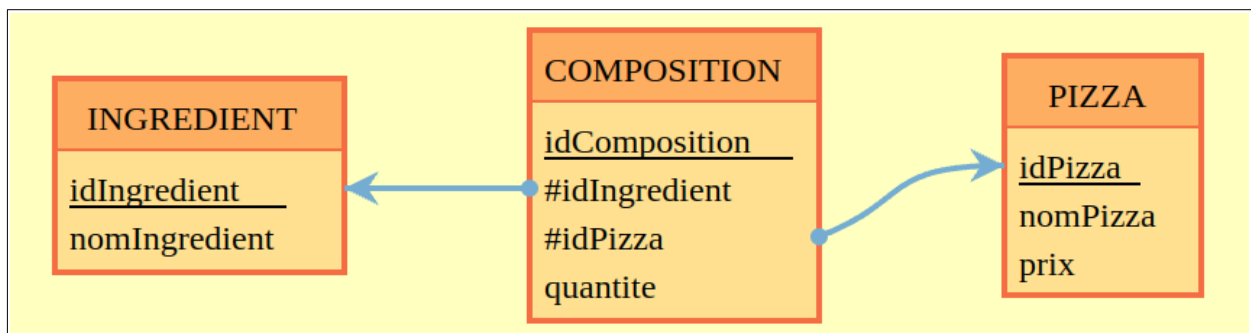 INGREDIENT
idIngredient
nomIngredient
COMPOSITION
idComposition
#idIngredient
#idPizza
quantite
PIZZA
idPizza
nomPizza
prix